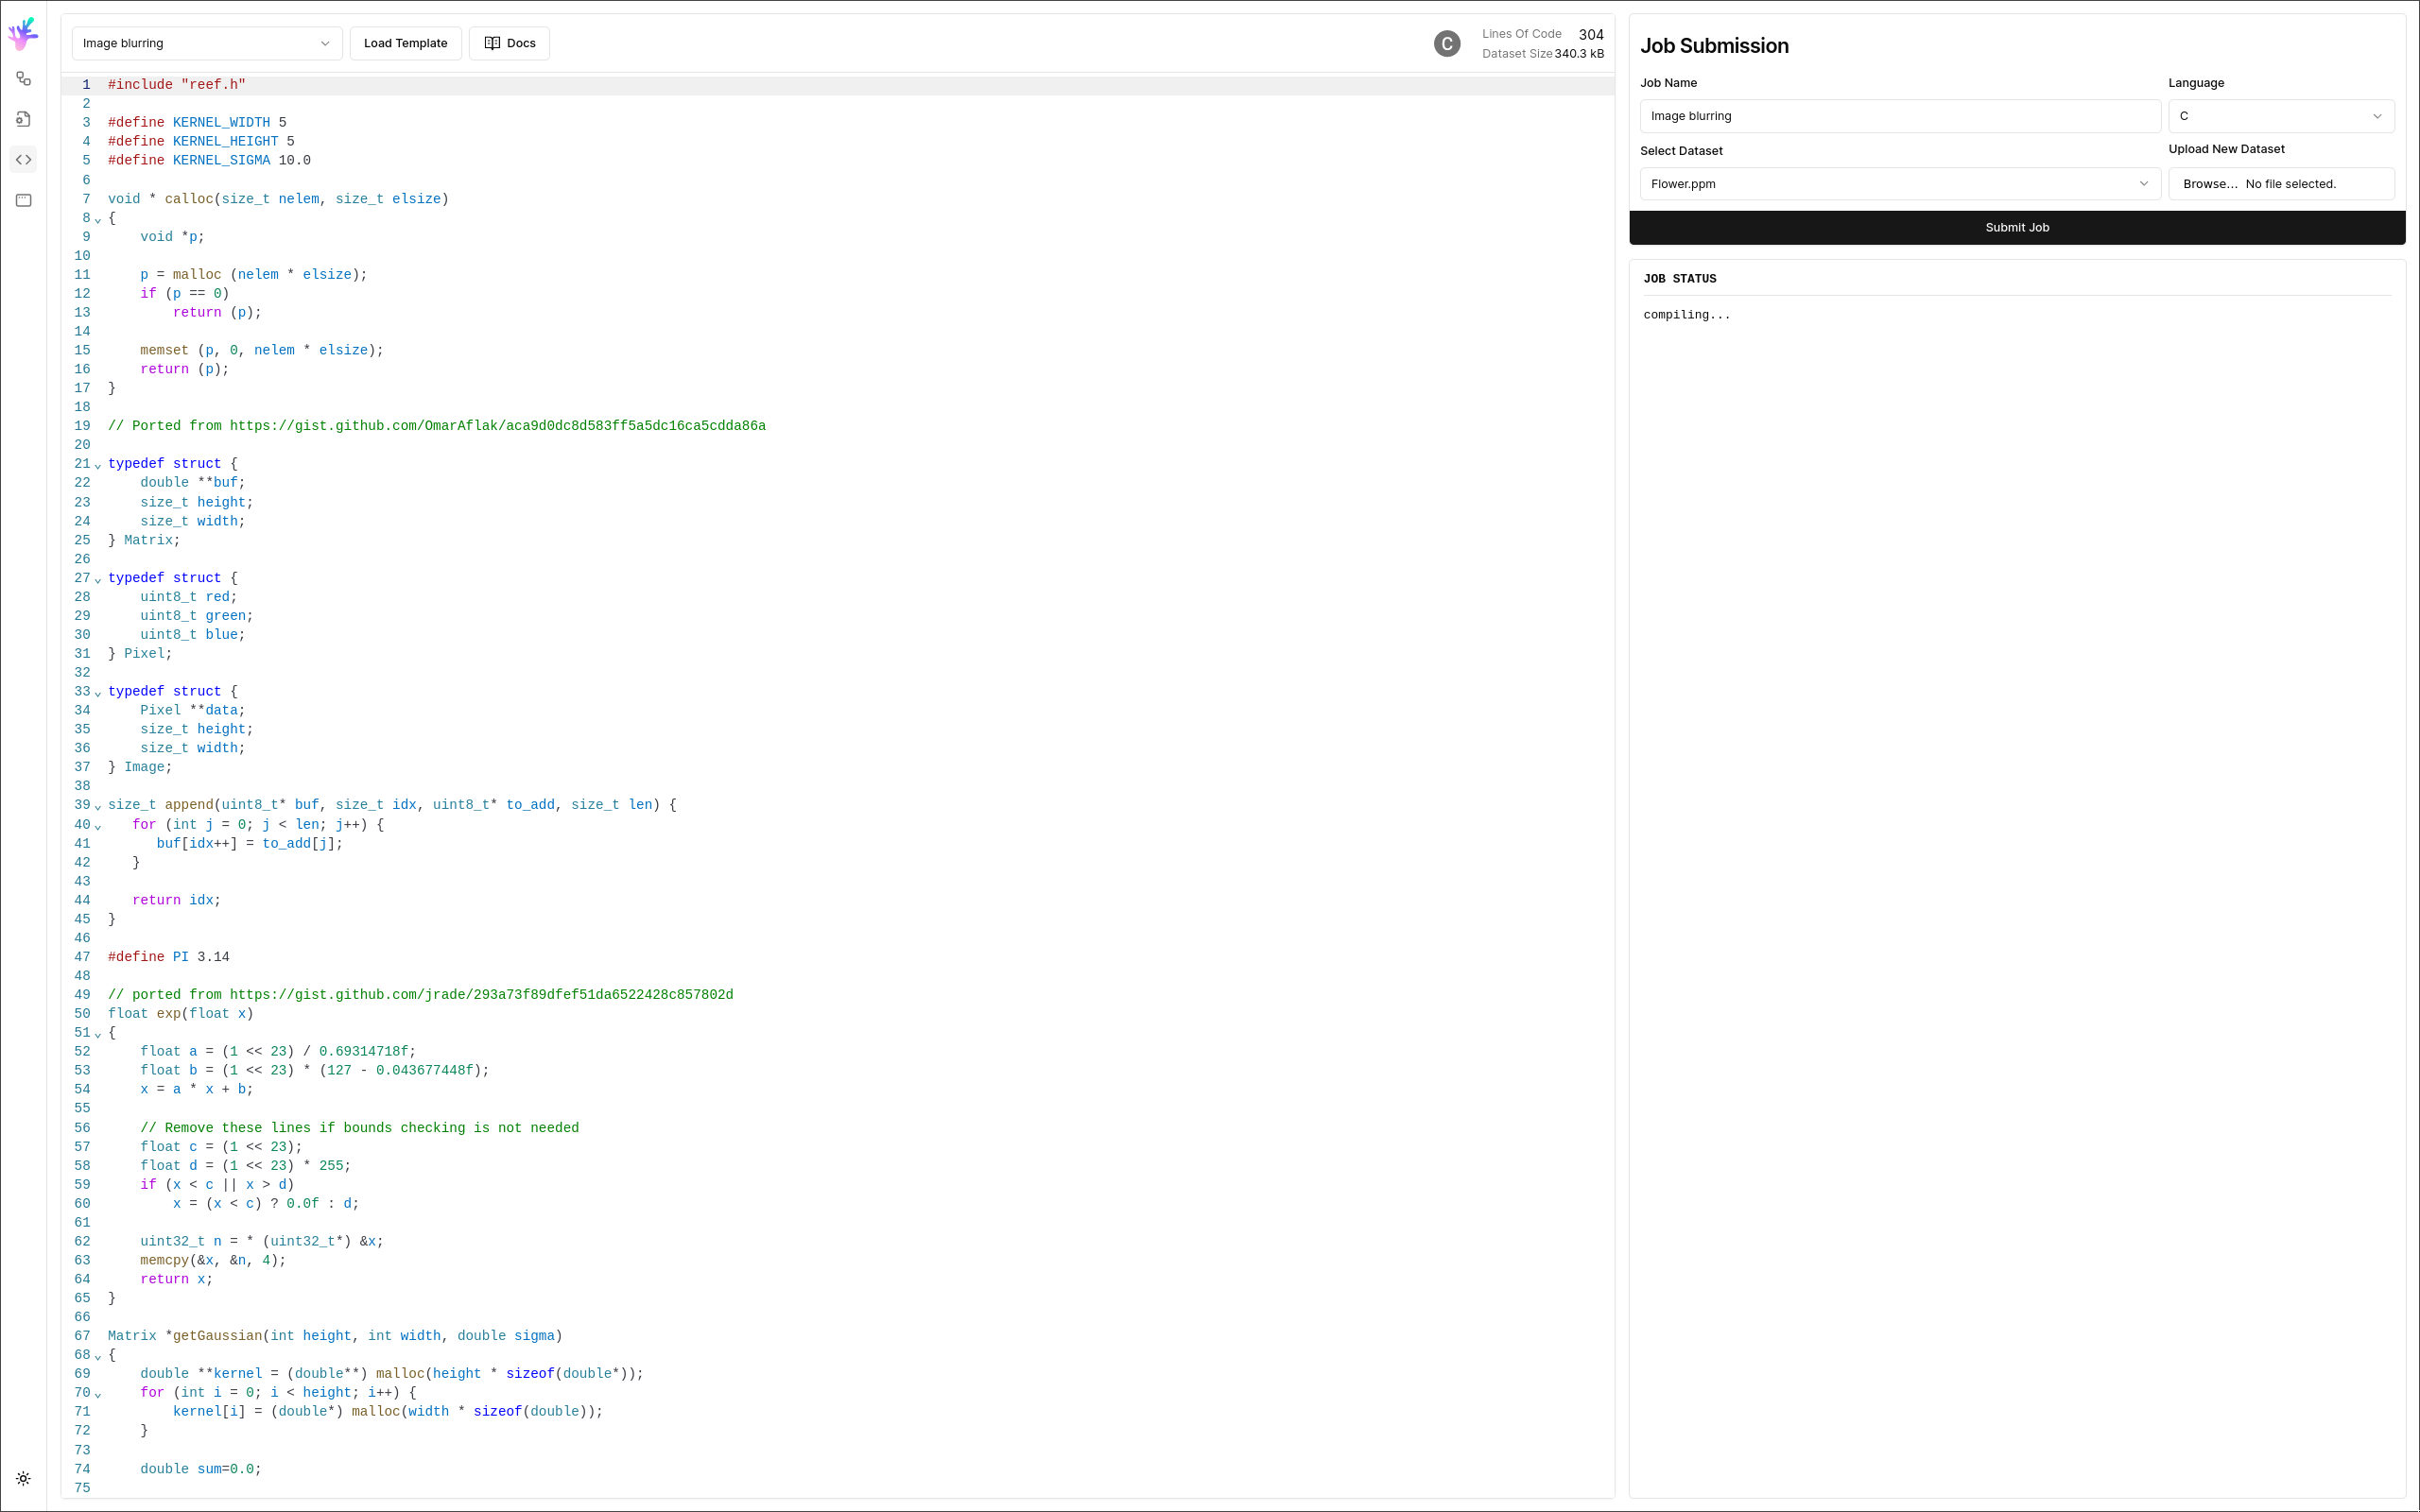 Image blurring
Load Template
Docs
C
Lines Of Code 304
Dataset Size 340.3 kB
1 #include "reef.h"
2
3 #define KERNEL_WIDTH 5
4 #define KERNEL_HEIGHT 5
5 #define KERNEL_SIGMA 10.0
6
7 void * calloc(size_t nelem, size_t elsize)
8 {
9     void *p;
10
11     p = malloc (nelem * elsize);
12     if (p == 0)
13         return (p);
14
15     memset (p, 0, nelem * elsize);
16     return (p);
17 }
18
19 // Ported from https://gist.github.com/OmarAflak/aca9d0dc8d583ff5a5dc16ca5cdda86a
20
21 typedef struct {
22     double **buf;
23     size_t height;
24     size_t width;
25 } Matrix;
26
27 typedef struct {
28     uint8_t red;
29     uint8_t green;
30     uint8_t blue;
31 } Pixel;
32
33 typedef struct {
34     Pixel **data;
35     size_t height;
36     size_t width;
37 } Image;
38
39 size_t append(uint8_t* buf, size_t idx, uint8_t* to_add, size_t len) {
40    for (int j = 0; j < len; j++) {
41       buf[idx++] = to_add[j];
42    }
43
44    return idx;
45 }
46
47 #define PI 3.14
48
49 // ported from https://gist.github.com/jrade/293a73f89dfef51da6522428c857802d
50 float exp(float x)
51 {
52     float a = (1 << 23) / 0.69314718f;
53     float b = (1 << 23) * (127 - 0.043677448f);
54     x = a * x + b;
55
56     // Remove these lines if bounds checking is not needed
57     float c = (1 << 23);
58     float d = (1 << 23) * 255;
59     if (x < c || x > d)
60         x = (x < c) ? 0.0f : d;
61
62     uint32_t n = * (uint32_t*) &x;
63     memcpy(&x, &n, 4);
64     return x;
65 }
66
67 Matrix *getGaussian(int height, int width, double sigma)
68 {
69     double **kernel = (double**) malloc(height * sizeof(double*));
70     for (int i = 0; i < height; i++) {
71         kernel[i] = (double*) malloc(width * sizeof(double));
72     }
73
74     double sum=0.0;
75
Job Submission
Job Name
Language
Image blurring
C
Select Dataset
Upload New Dataset
Flower.ppm
Browse... No file selected.
Submit Job
JOB STATUS
compiling...